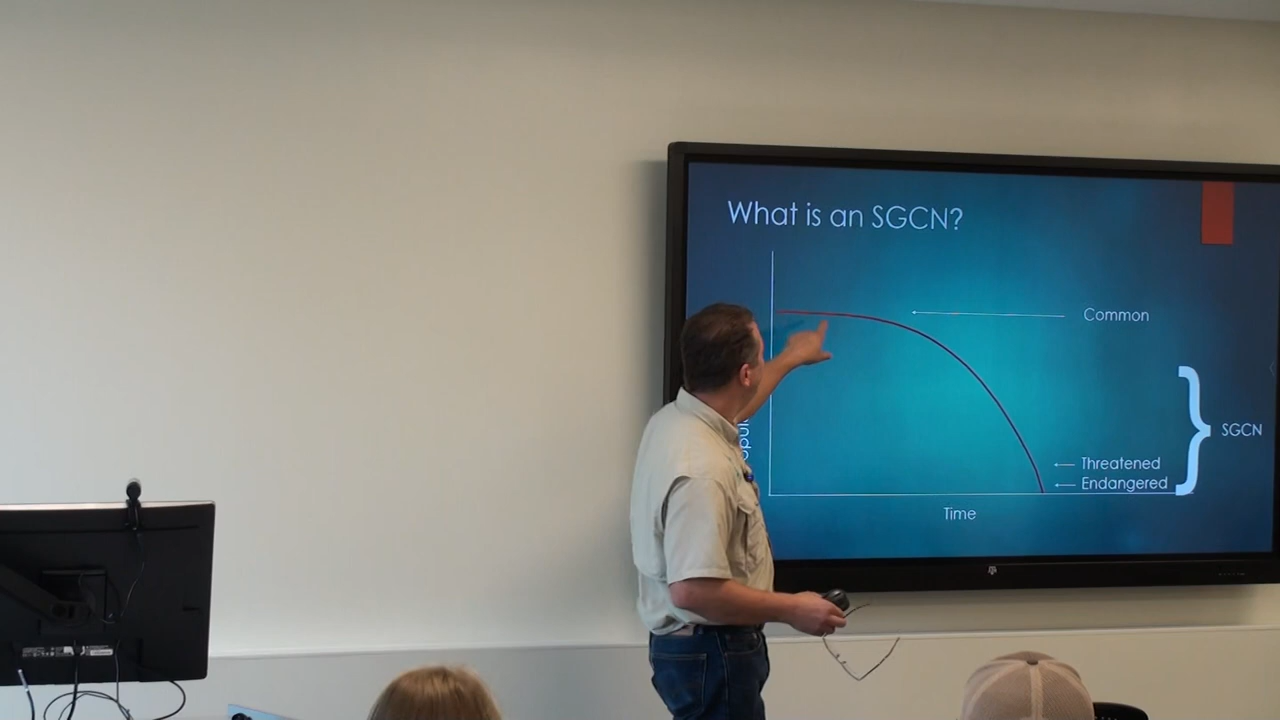 What is an SGCN?
Common
SGCN
Threatened
Endangered
Time